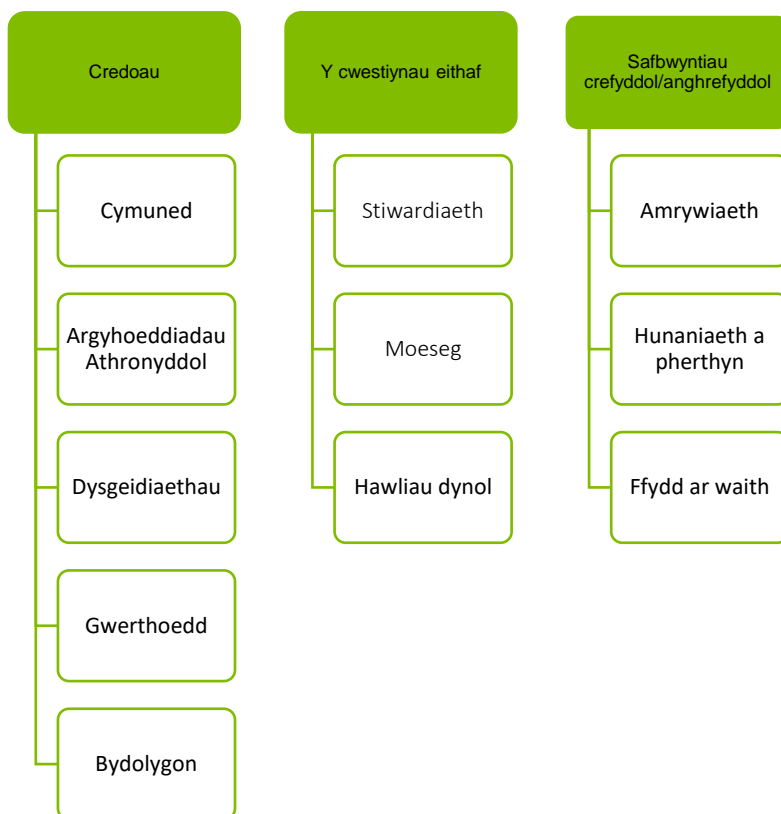 Credoau
Cymuned
Argyhoeddiadau
Athronyddol
Dysgeidiaethau
Gwerthoedd
Bydolygon
Y cwestiynau eithaf
Stiwardiaeth
Moeseg
Hawliau dynol
Safbwyntiau
crefyddol/anghrefyddol
Amrywiaeth
Hunaniaeth a
pherthyn
Ffydd ar waith